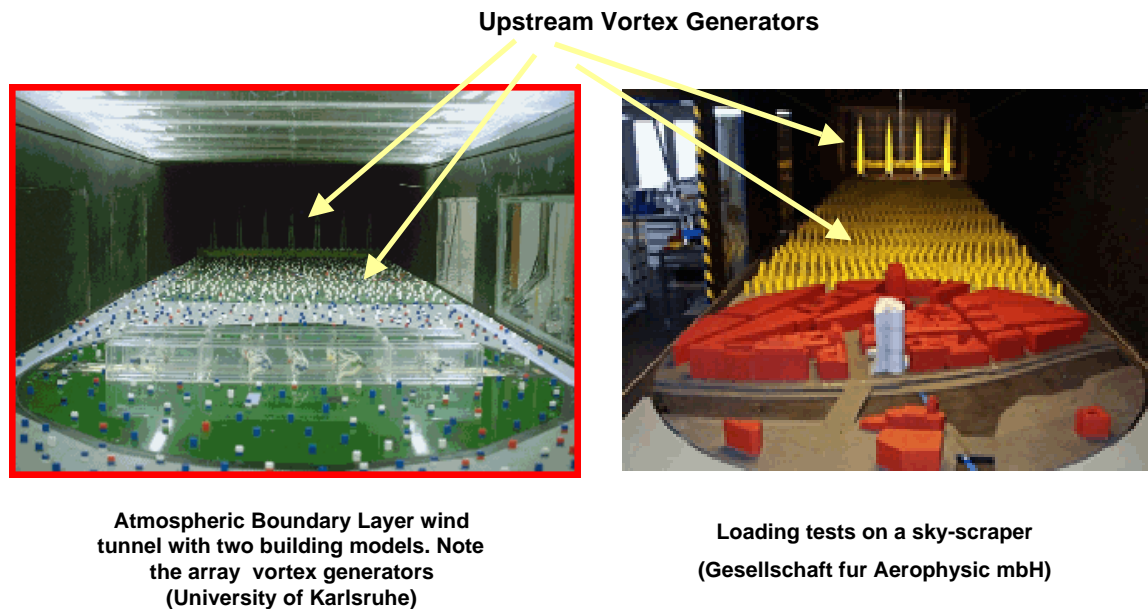 Upstream Vortex Generators
Atmospheric Boundary Layer wind
tunnel with two building models. Note
the array vortex generators
(University of Karlsruhe)
Loading tests on a sky-scraper
(Gesellschaft fur Aerophysic mbH)